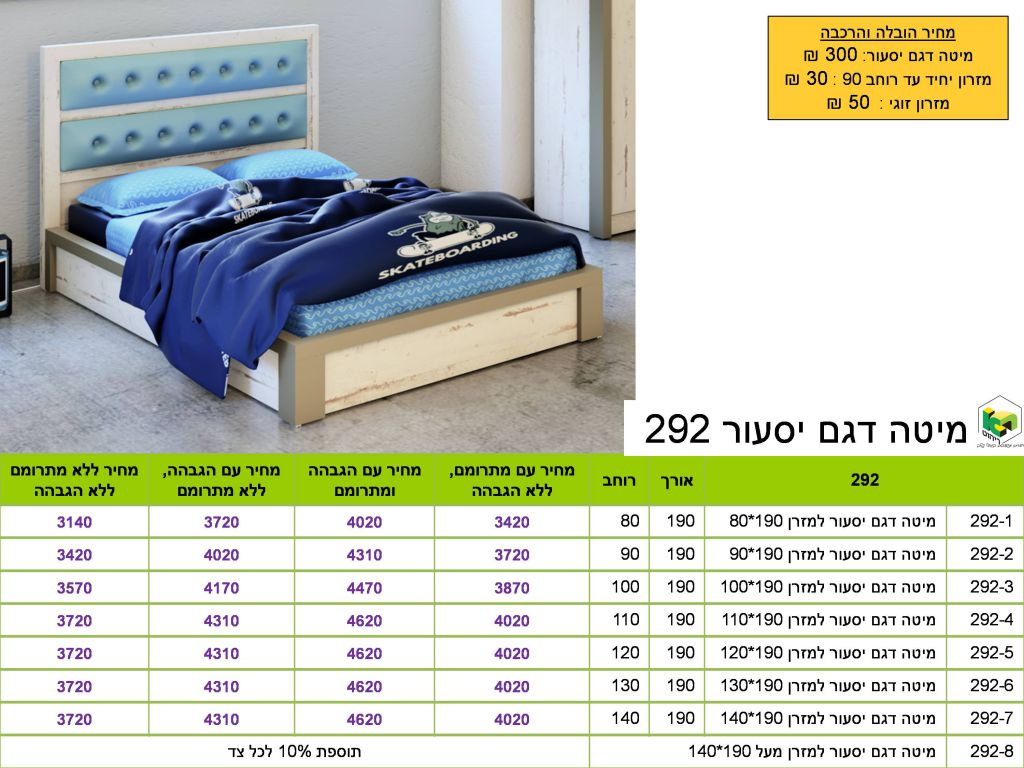 מחיר הובלה והרכבה
מיטה דגם יסעור: 300 ₪
מזרון יחיד עד רוחב 90 : 30 ₪
מזרון זוגי : 50 ₪
SKATEBOARDING
SKATEBOARDING
מיטה דגם יסעור 292
ריהוט
292 אורך רוחב מחיר עם מתרומם, ללא הגבהה מחיר עם הגבהה ומתרומם מחיר עם הגבהה, ללא מתרומם מחיר ללא מתרומם ללא הגבהה
292-1 מיטה דגם יסעור למזרן 190*80 190 80 3420 4020 3720 3140
292-2 מיטה דגם יסעור למזרן 190*90 190 90 3720 4310 4020 3420
292-3 מיטה דגם יסעור למזרן 190*100 190 100 3870 4470 4170 3570
292-4 מיטה דגם יסעור למזרן 190*110 190 110 4020 4620 4310 3720
292-5 מיטה דגם יסעור למזרן 190*120 190 120 4020 4620 4310 3720
292-6 מיטה דגם יסעור למזרן 190*130 190 130 4020 4620 4310 3720
292-7 מיטה דגם יסעור למזרן 190*140 190 140 4020 4620 4310 3720
292-8 מיטה דגם יסעור למזרן מעל 190*140 תוספת 10% לכל צד